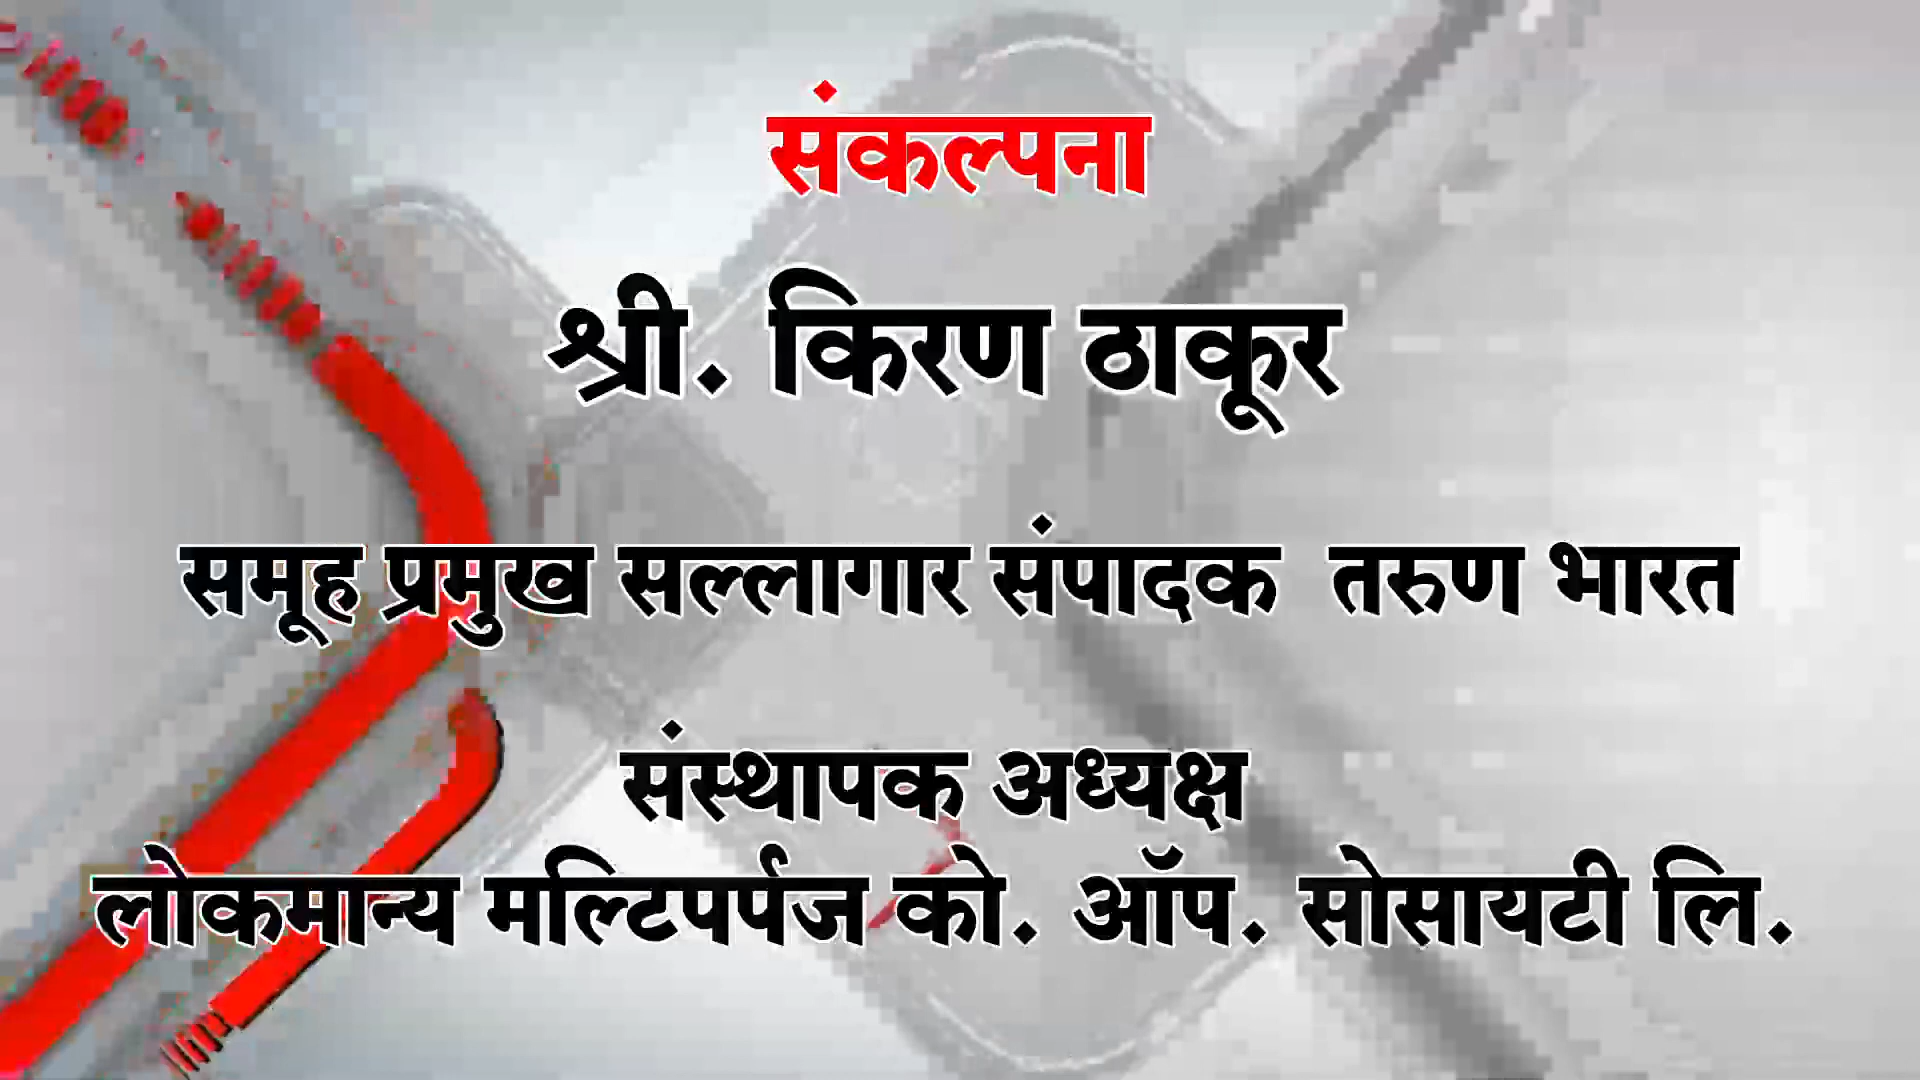 संकल्पना
श्री. किरण ठाकूर
समूह प्रमुख सल्लागार संपादक तरुण भारत
संस्थापक अध्यक्ष
लोकमान्य मल्टिपर्पज को. ऑप. सोसायटी लि.